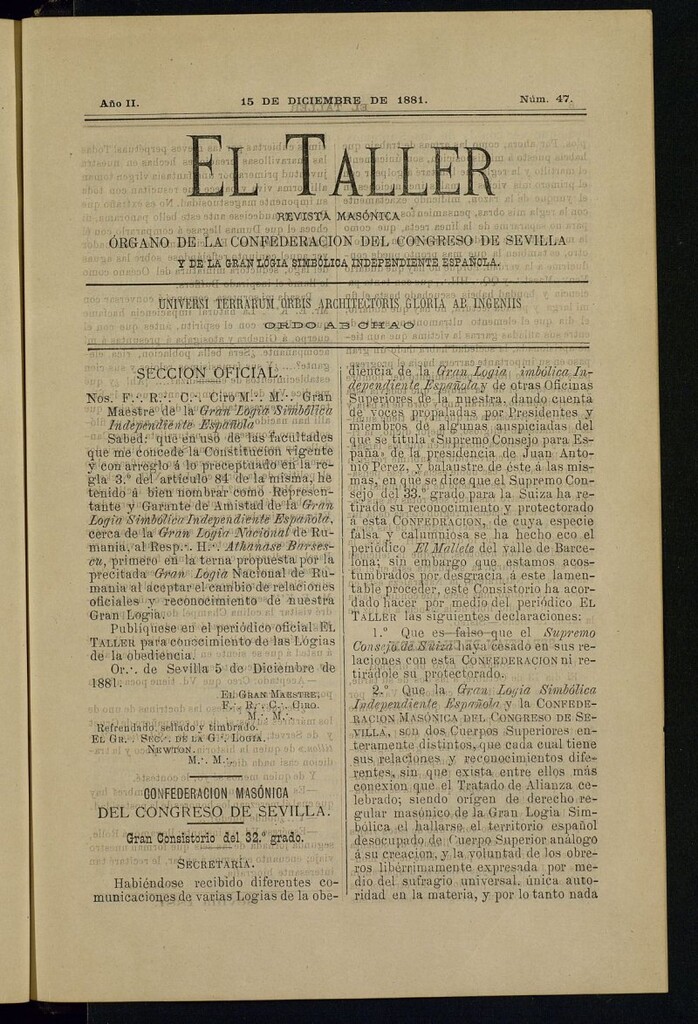 Año II.
15 DE DICIEMBRE DE 1881.
Núm. 47.
EL TALLER
REVISTA MASÓNICA
ÓRGANO DE LA CONFEDERACION DEL CONGRESO DE SEVILLA
Y DE LA GRAN LÓGIA SIMBÓLICA INDEPENDIENTE ESPAÑOLA.
UNIVERSI TERRARUM ORBIS ARCHITECTORIS GLORIA AB INGENIIS
ORDO AB CHAO
SECCION OFICIAL.
Nos. F∴ R∴ C∴ Ciro M∴ M∴ Gran
Maestre de la Gran Logia Simbólica
Independiente Española
Sabed: que en uso de las facultades
que me concede la Constitucion vigente
y con arreglo á lo preceptuado en la re-
gla 3.ª del artículo 84 de la misma, he
tenido á bien nombrar como Represen-
tante y Garante de Amistad de la Gran
Logia Simbólica Independiente Española,
cerca de la Gran Logia Nacional de Ru-
mania, al Resp∴ H∴ Athanase Barses-
cu, primero en la terna propuesta por la
precitada Gran Logia Nacional de Ru-
mania al aceptar el cambio de relaciones
oficiales y reconocimiento de nuestra
Gran Logia.
Publíquese en el periódico oficial EL
TALLER para conocimiento de las Lógias
de la obediencia.
Or∴ de Sevilla 5 de Diciembre de
1881.
EL GRAN MAESTRE,
F∴ R∴ C∴ CIRO.
M∴ M∴
Refrendado, sellado y timbrado.
EL GR∴ SEC∴ DE LA G∴ LOGIA.
NEWTON.
M∴ M∴
CONFEDERACION MASÓNICA
DEL CONGRESO DE SEVILLA.
Gran Consistorio del 32.º grado.
SECRETARÍA.
Habiéndose recibido diferentes co-
municaciones de varias Logias de la obe-
diencia de la Gran Logia imbólica In-
dependiente Española y de otras Oficinas
Superiores de la nuestra, dando cuenta
de voces propaladas por Presidentes y
miembros de algunas auspiciadas del
que se titula «Supremo Consejo para Es-
paña» de la presidencia de Juan Anto-
nio Pérez, y balaustre de éste á las mis-
mas, en que se dice que el Supremo Con-
sejo del 33.º grado para la Suiza ha re-
tirado su reconocimiento y protectorado
á esta CONFEDRACION, de cuya especie
falsa y calumniosa se ha hecho eco el
periódico El Mallete del valle de Barce-
lona; sin embargo que estamos acos-
tumbrados por desgracia á este lamen-
table proceder, este Consistorio ha acor-
dado hacer por medio del periódico EL
TALLER las siguientes declaraciones:
1.º Que es falso que el Supremo
Consejo de Suiza haya cesado en sus re-
laciones con esta CONFEDERACION ni re-
tirádole su protectorado.
2.º Que la Gran Logia Simbólica
Independiente Española y la CONFEDE-
RACION MASÓNICA DEL CONGRESO DE SE-
VILLA, son dos Cuerpos Superiores en-
teramente distintos, que cada cual tiene
sus relaciones y reconocimientos dife-
rentes, sin que exista entre ellos más
conexion que el Tratado de Alianza ce-
lebrado; siendo orígen de derecho re-
gular masónico de la Gran Logia Sim-
bólica el hallarse el territorio español
desocupado de Cuerpo Superior análogo
á su creacion, y la voluntad de los obre-
ros libérrimamente expresada por me-
dio del sufragio universal, única auto-
ridad en la materia, y por lo tanto nada